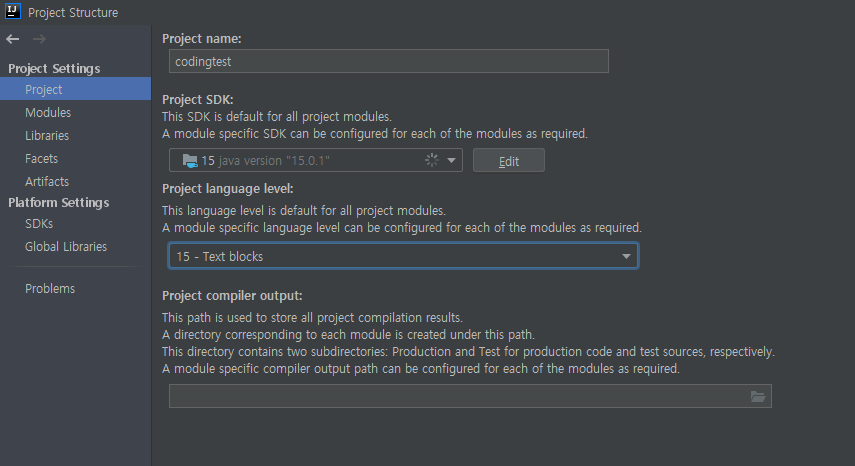 IJ Project Structure
Project Settings
Project
Modules
Libraries
Facets
Artifacts
Platform Settings
SDKs
Global Libraries
Problems
Project name:
codingtest
Project SDK:
This SDK is default for all project modules.
A module specific SDK can be configured for each of the modules as required.
15 java version "15.0.1"
Edit
Project language level:
This language level is default for all project modules.
A module specific language level can be configured for each of the modules as required.
15 - Text blocks
Project compiler output:
This path is used to store all project compilation results.
A directory corresponding to each module is created under this path.
This directory contains two subdirectories: Production and Test for production code and test sources, respectively.
A module specific compiler output path can be configured for each of the modules as required.